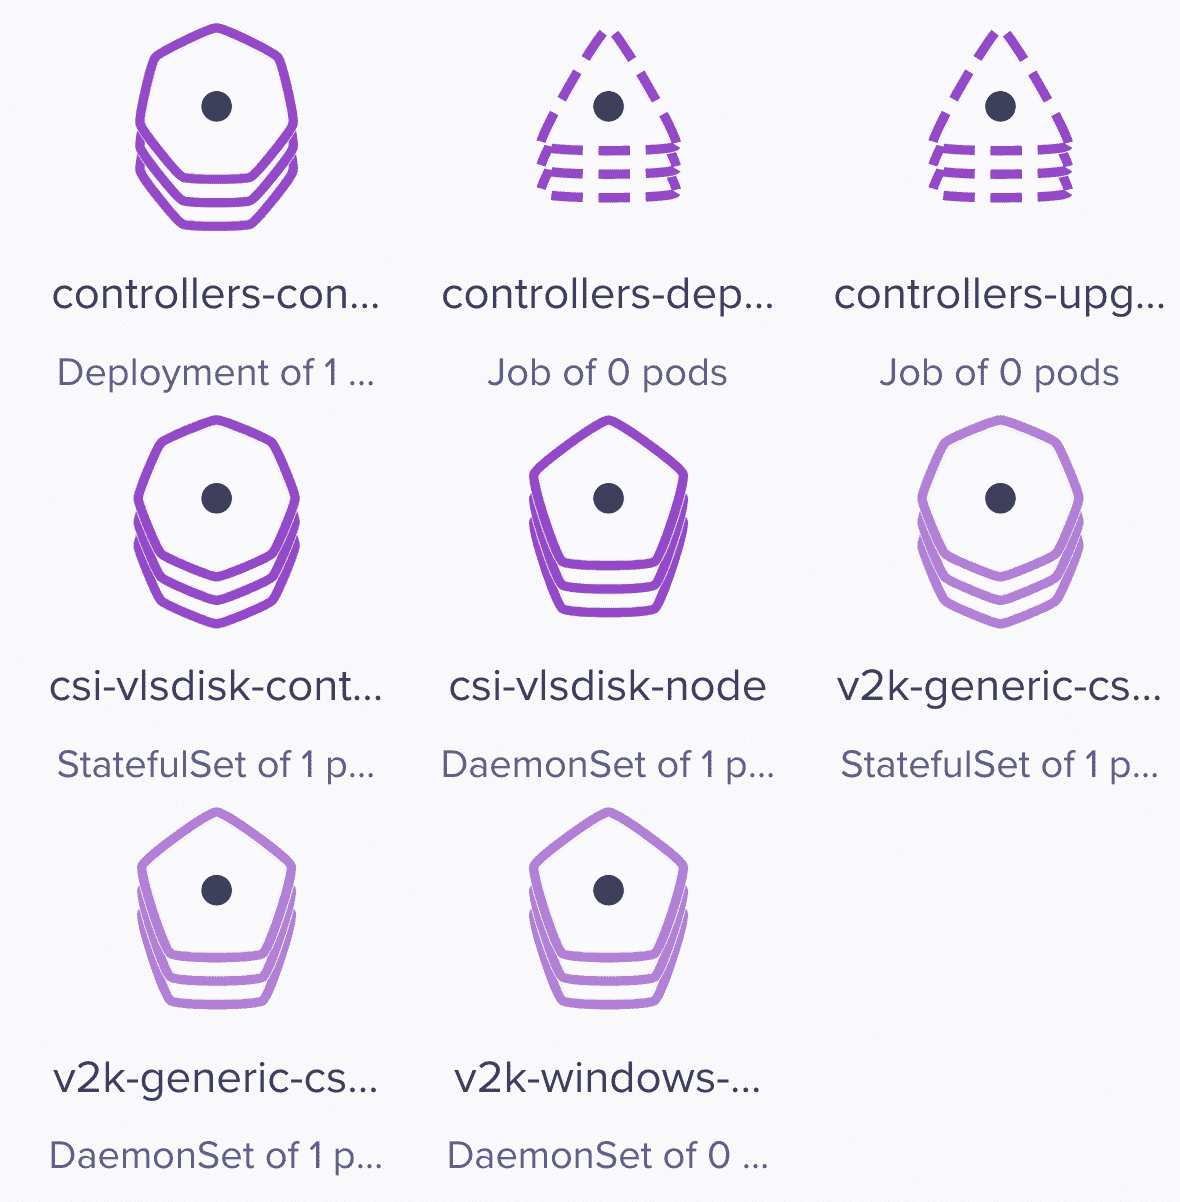 controllers-con...
controllers-dep...
controllers-upg...
Deployment of 1 ...
Job of 0 pods
Job of 0 pods
csi-vlsdisk-cont...
csi-vlsdisk-node
v2k-generic-cs...
StatefulSet of 1 p...
DaemonSet of 1 p...
StatefulSet of 1 p...
v2k-generic-cs...
v2k-windows-...
DaemonSet of 1 p...
DaemonSet of 0 ...